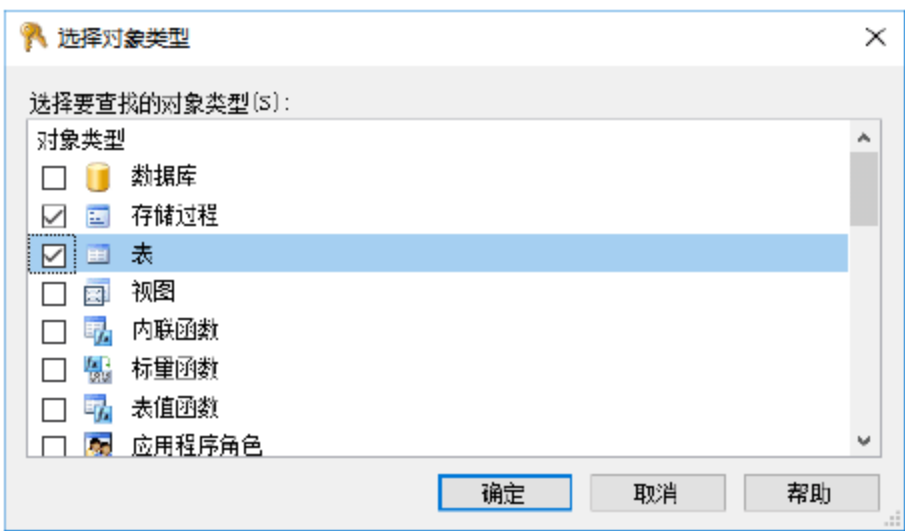 选择对象类型
选择要查找的对象类型(S):
对象类型
数据库
存储过程
表
视图
内联函数
标量函数
表值函数
应用程序角色
确定 取消 帮助